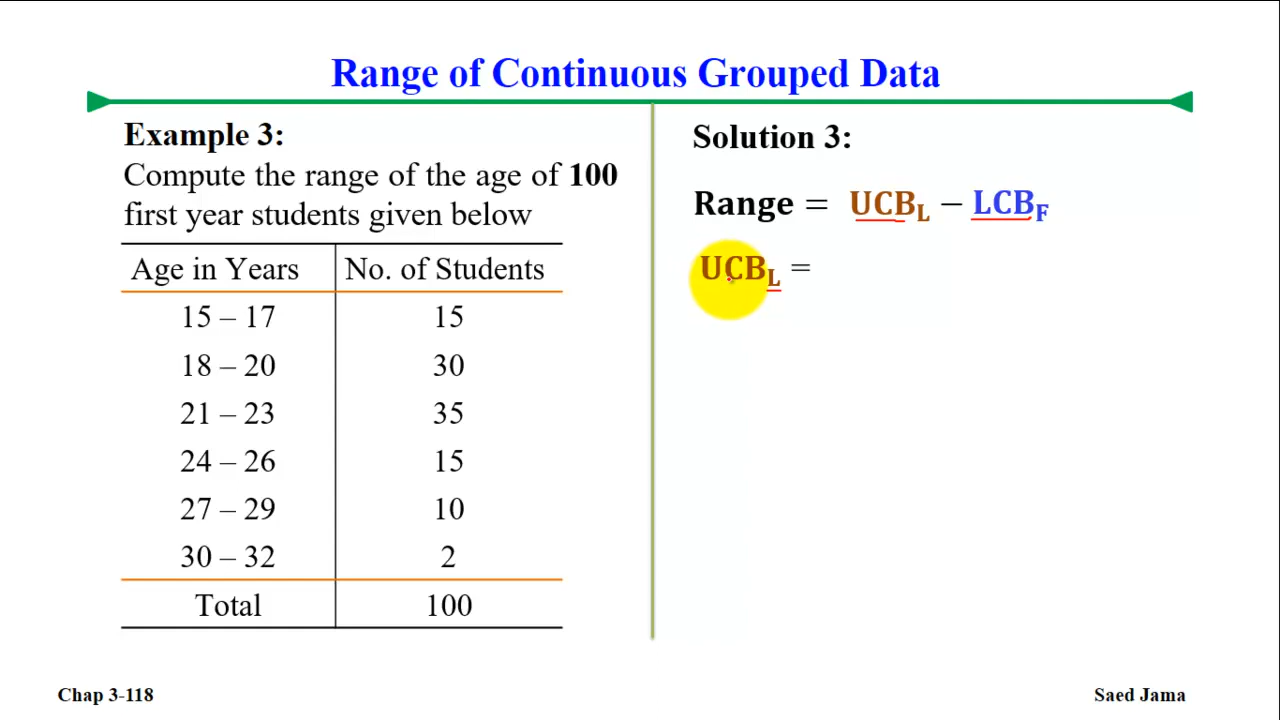 Range of Continuous Grouped Data
Example 3:
Compute the range of the age of 100
first year students given below
Age in Years No. of Students
15 – 17 15
18 – 20 30
21 – 23 35
24 – 26 15
27 – 29 10
30 – 32 2
Total 100
Solution 3:
Range = UCB_L − LCB_F
UCB_L =
Chap 3-118
Saed Jama